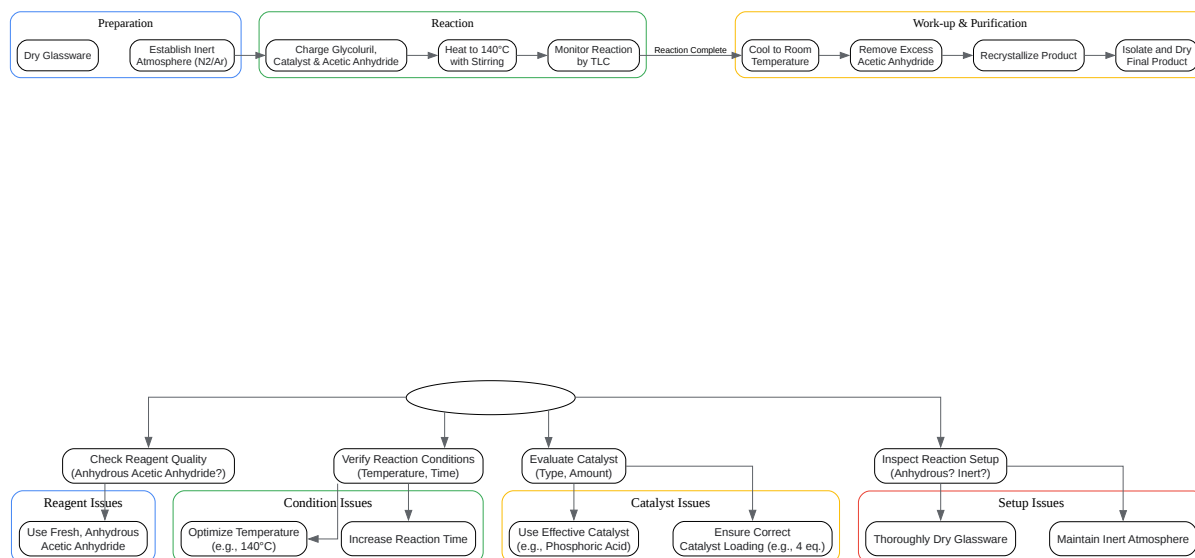 Preparation
Reaction
Work-up & Purification
Dry Glassware
Establish Inert
Atmosphere (N2/Ar)
Charge Glycoluril,
Catalyst & Acetic Anhydride
Heat to 140°C
with Stirring
Monitor Reaction
by TLC
Reaction Complete
Cool to Room
Temperature
Remove Excess
Acetic Anhydride
Recrystallize Product
Isolate and Dry
Final Product
Check Reagent Quality
(Anhydrous Acetic Anhydride?)
Verify Reaction Conditions
(Temperature, Time)
Evaluate Catalyst
(Type, Amount)
Inspect Reaction Setup
(Anhydrous? Inert?)
Reagent Issues
Condition Issues
Catalyst Issues
Setup Issues
Use Fresh, Anhydrous
Acetic Anhydride
Optimize Temperature
(e.g., 140°C)
Increase Reaction Time
Use Effective Catalyst
(e.g., Phosphoric Acid)
Ensure Correct
Catalyst Loading (e.g., 4 eq.)
Thoroughly Dry Glassware
Maintain Inert Atmosphere